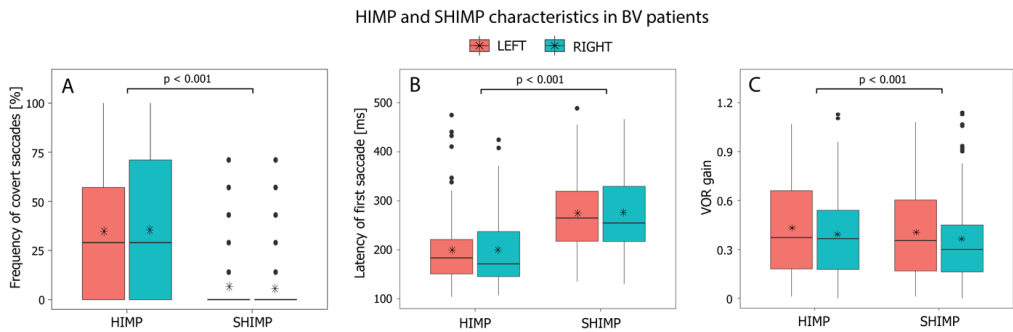 HIMP and SHIMP characteristics in BV patients
LEFT RIGHT
A
p < 0.001
Frequency of covert saccades [%]
100
75
50
25
0
HIMP SHIMP
B
p < 0.001
Latency of first saccade [ms]
500
400
300
200
100
HIMP SHIMP
C
p < 0.001
VOR gain
1.2
0.9
0.6
0.3
0
HIMP SHIMP